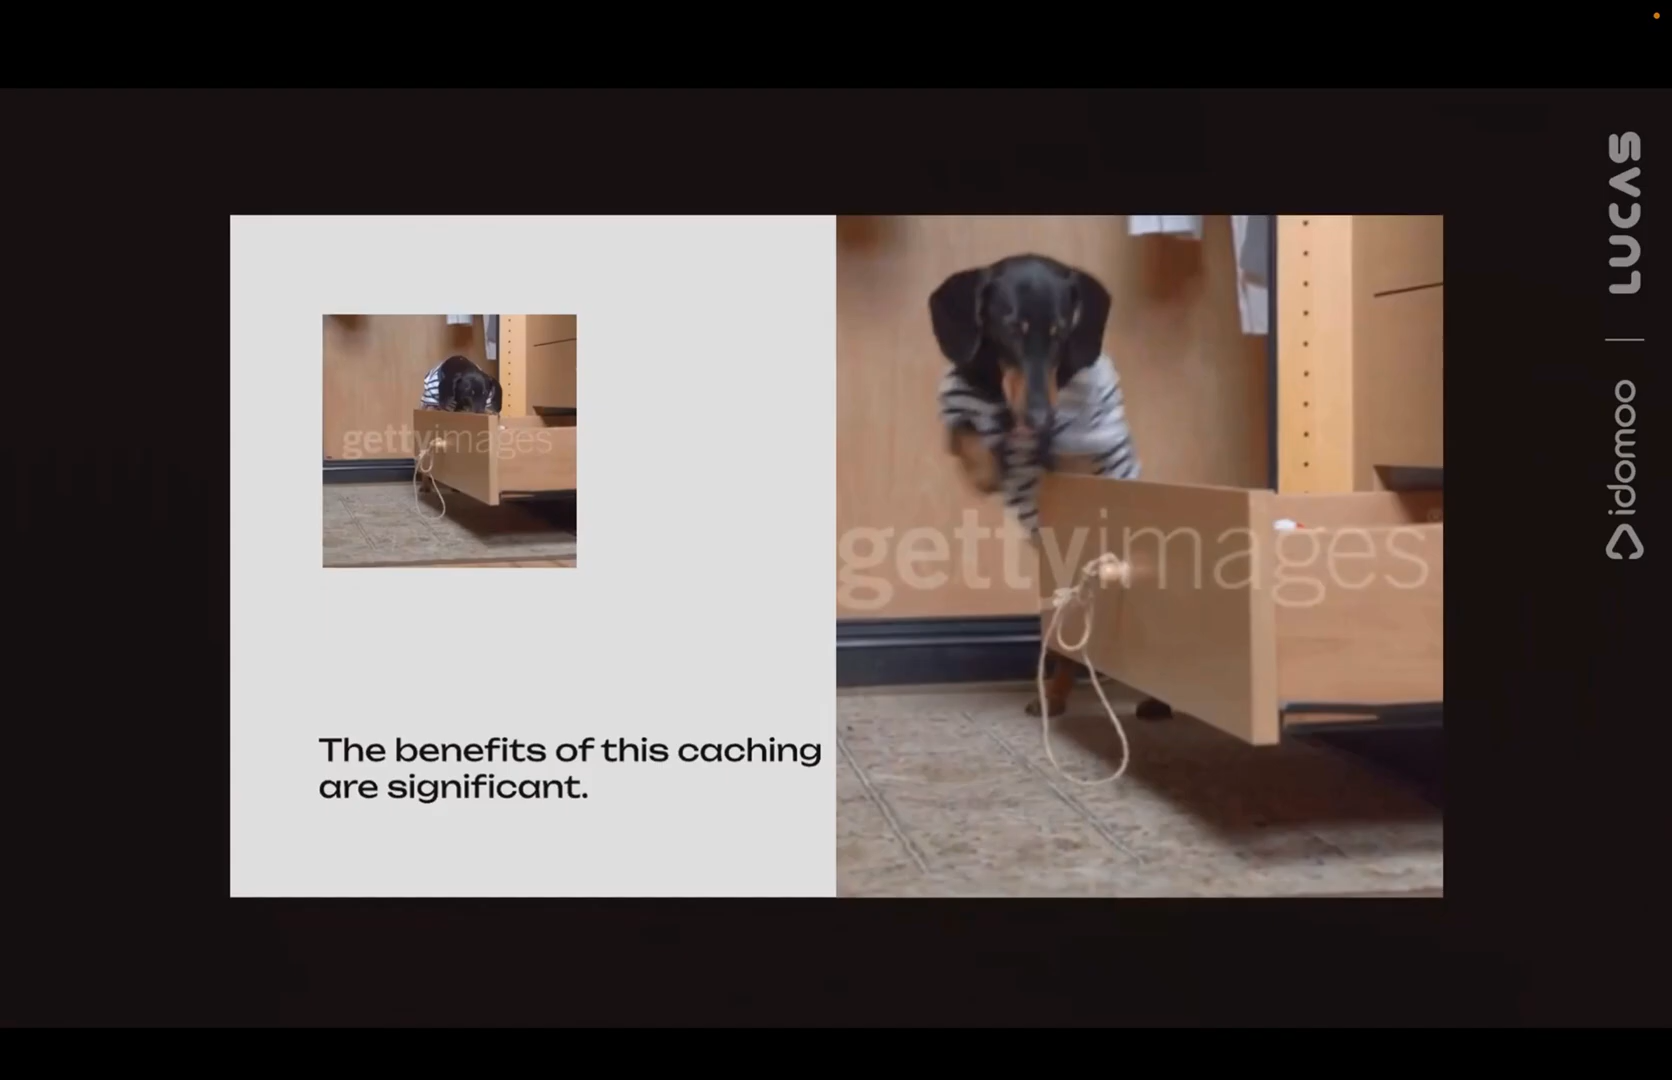 LUCAS
idomoo
gettyimages
gettyimages
The benefits of this caching
are significant.